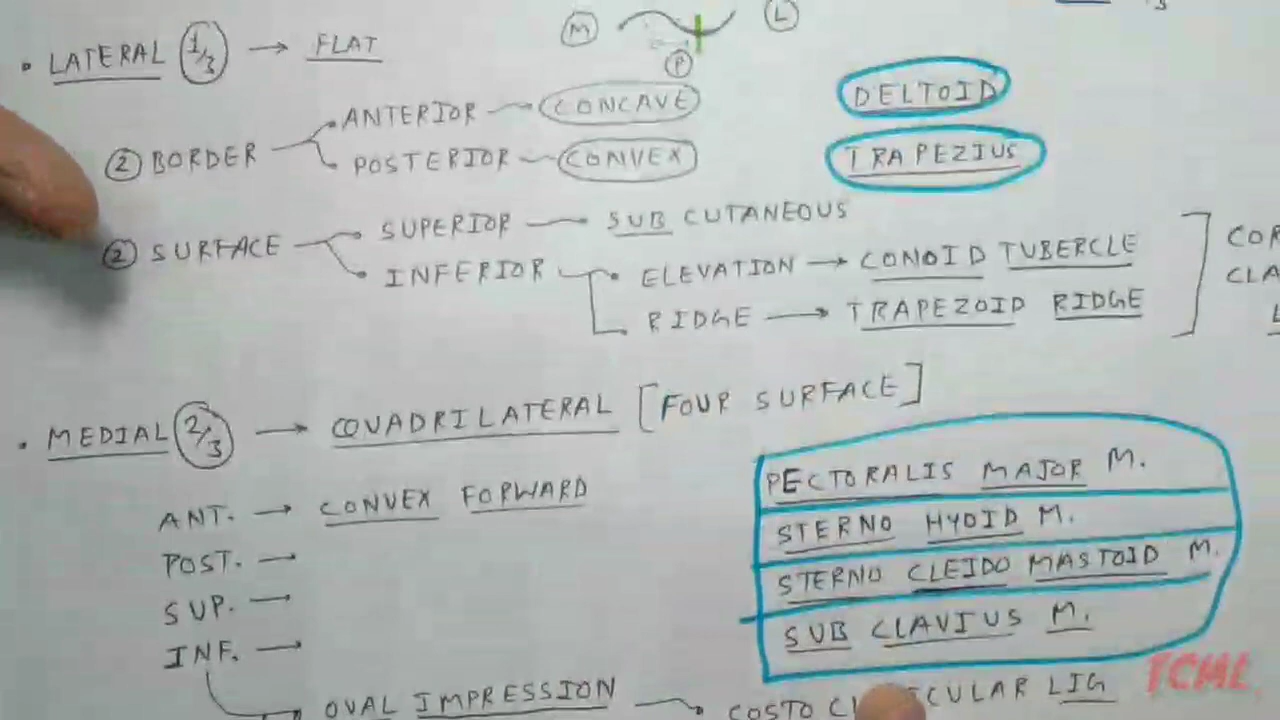 M L
P
• LATERAL 1/3 → FLAT
② BORDER
ANTERIOR → CONCAVE DELTOID
POSTERIOR → CONVEX TRAPEZIUS
② SURFACE
SUPERIOR → SUB CUTANEOUS
INFERIOR • ELEVATION → CONOID TUBERCLE
RIDGE → TRAPEZOID RIDGE
• MEDIAL 2/3 → QUADRILATERAL [FOUR SURFACE]
ANT. → CONVEX FORWARD PECTORALIS MAJOR M.
POST. → STERNO HYOID M.
SUP. → STERNO CLEIDO MASTOID M.
INF. → SUB CLAVIUS M.
OVAL IMPRESSION → COSTO LIG
TCML